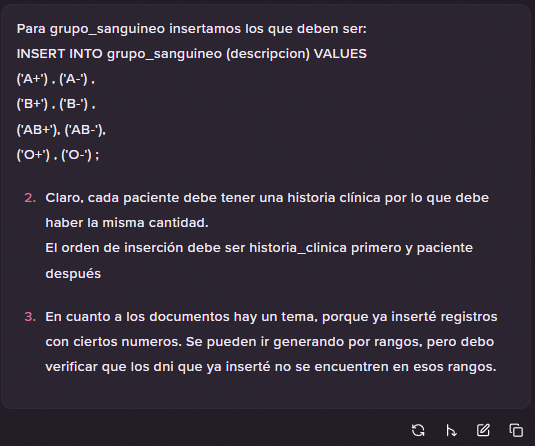 Para grupo_sanguineo insertamos los que deben ser:
INSERT INTO grupo_sanguineo (descripcion) VALUES
('A+') , ('A-') ,
('B+') , ('B-') ,
('AB+'), ('AB-'),
('O+') , ('O-') ;
2. Claro, cada paciente debe tener una historia clínica por lo que debe
haber la misma cantidad.
El orden de inserción debe ser historia_clinica primero y paciente
después
3. En cuanto a los documentos hay un tema, porque ya inserté registros
con ciertos numeros. Se pueden ir generando por rangos, pero debo
verificar que los dni que ya inserté no se encuentren en esos rangos.